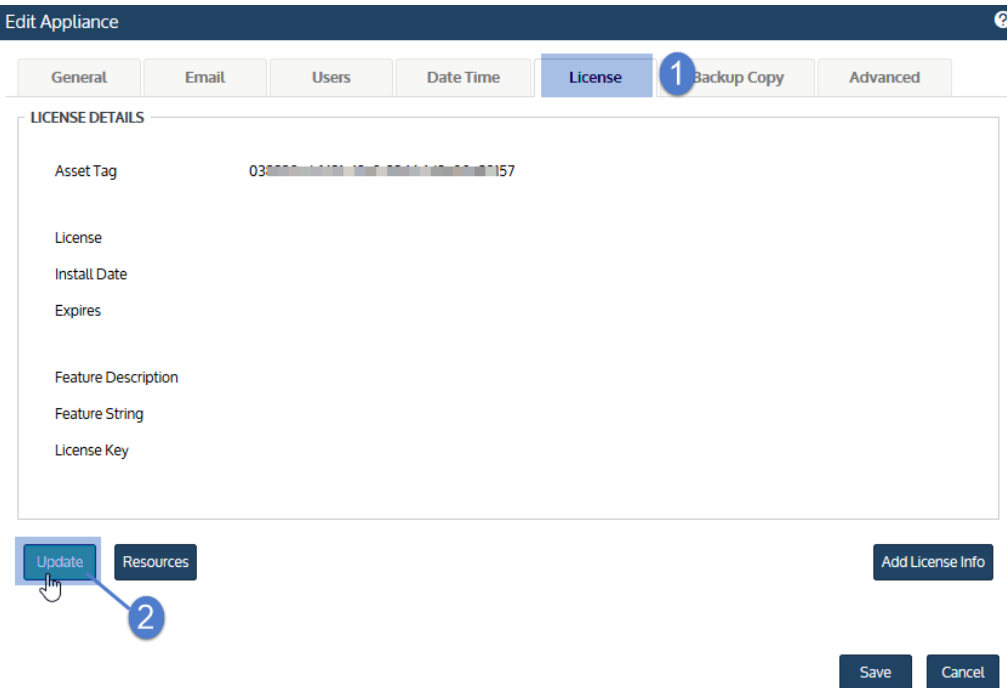 Edit Appliance
General Email Users Date Time License 1 Backup Copy Advanced
LICENSE DETAILS
Asset Tag
License
Install Date
Expires
Feature Description
Feature String
License Key
Update Resources Add License Info
2
Save Cancel